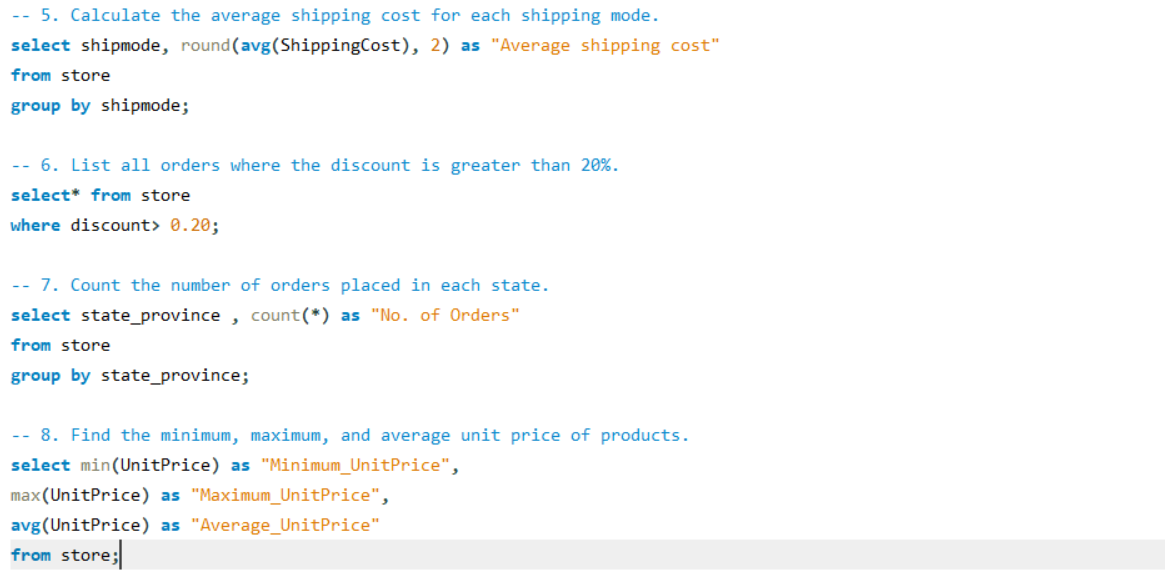 -- 5. Calculate the average shipping cost for each shipping mode.
select shipmode, round(avg(ShippingCost), 2) as "Average shipping cost"
from store
group by shipmode;
-- 6. List all orders where the discount is greater than 20%.
select* from store
where discount> 0.20;
-- 7. Count the number of orders placed in each state.
select state_province , count(*) as "No. of Orders"
from store
group by state_province;
-- 8. Find the minimum, maximum, and average unit price of products.
select min(UnitPrice) as "Minimum_UnitPrice",
max(UnitPrice) as "Maximum_UnitPrice",
avg(UnitPrice) as "Average_UnitPrice"
from store;